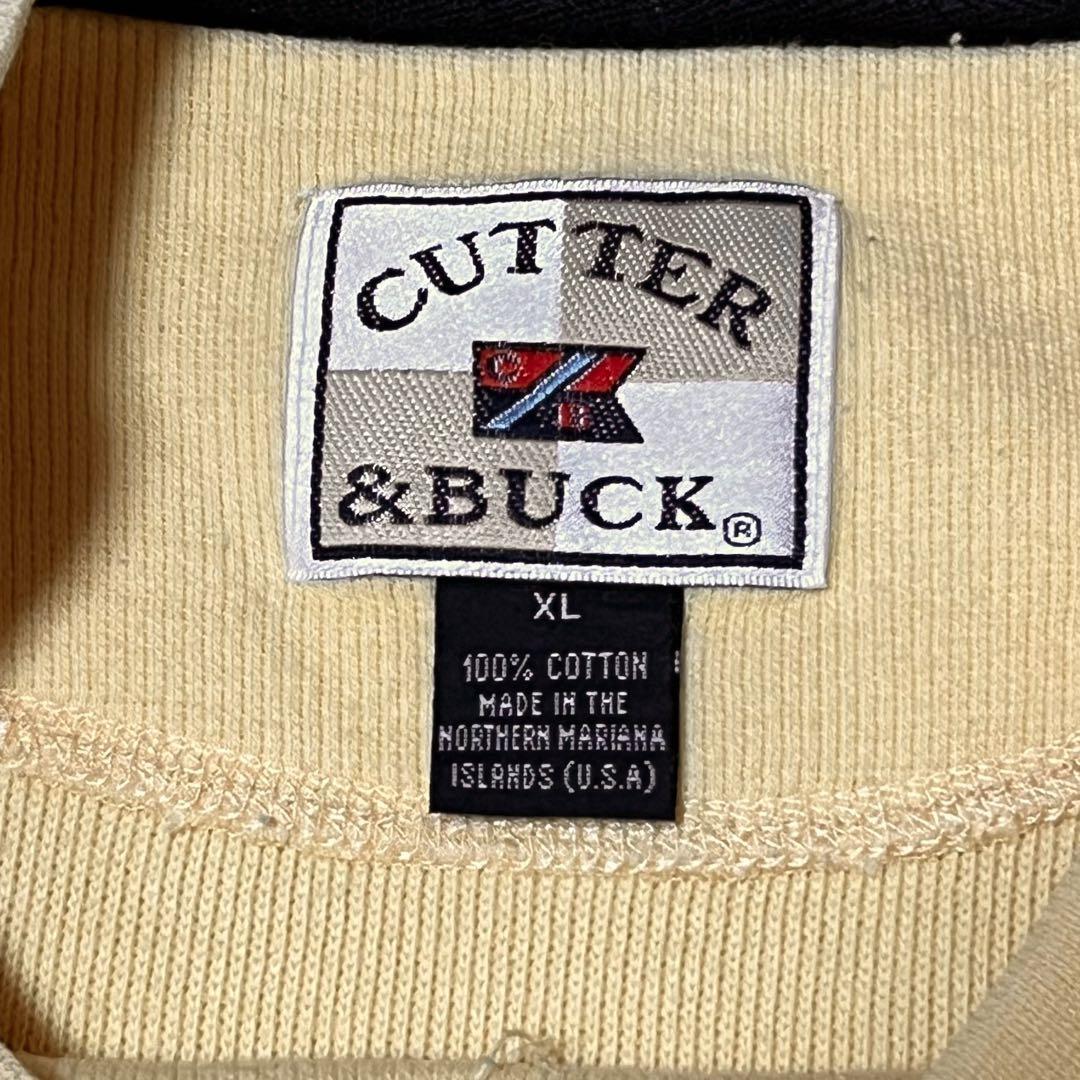 CUTTER
C
B
&BUCK®
XL
100% COTTON
MADE IN THE
NORTHERN MARIANA
ISLANDS (U.S.A)